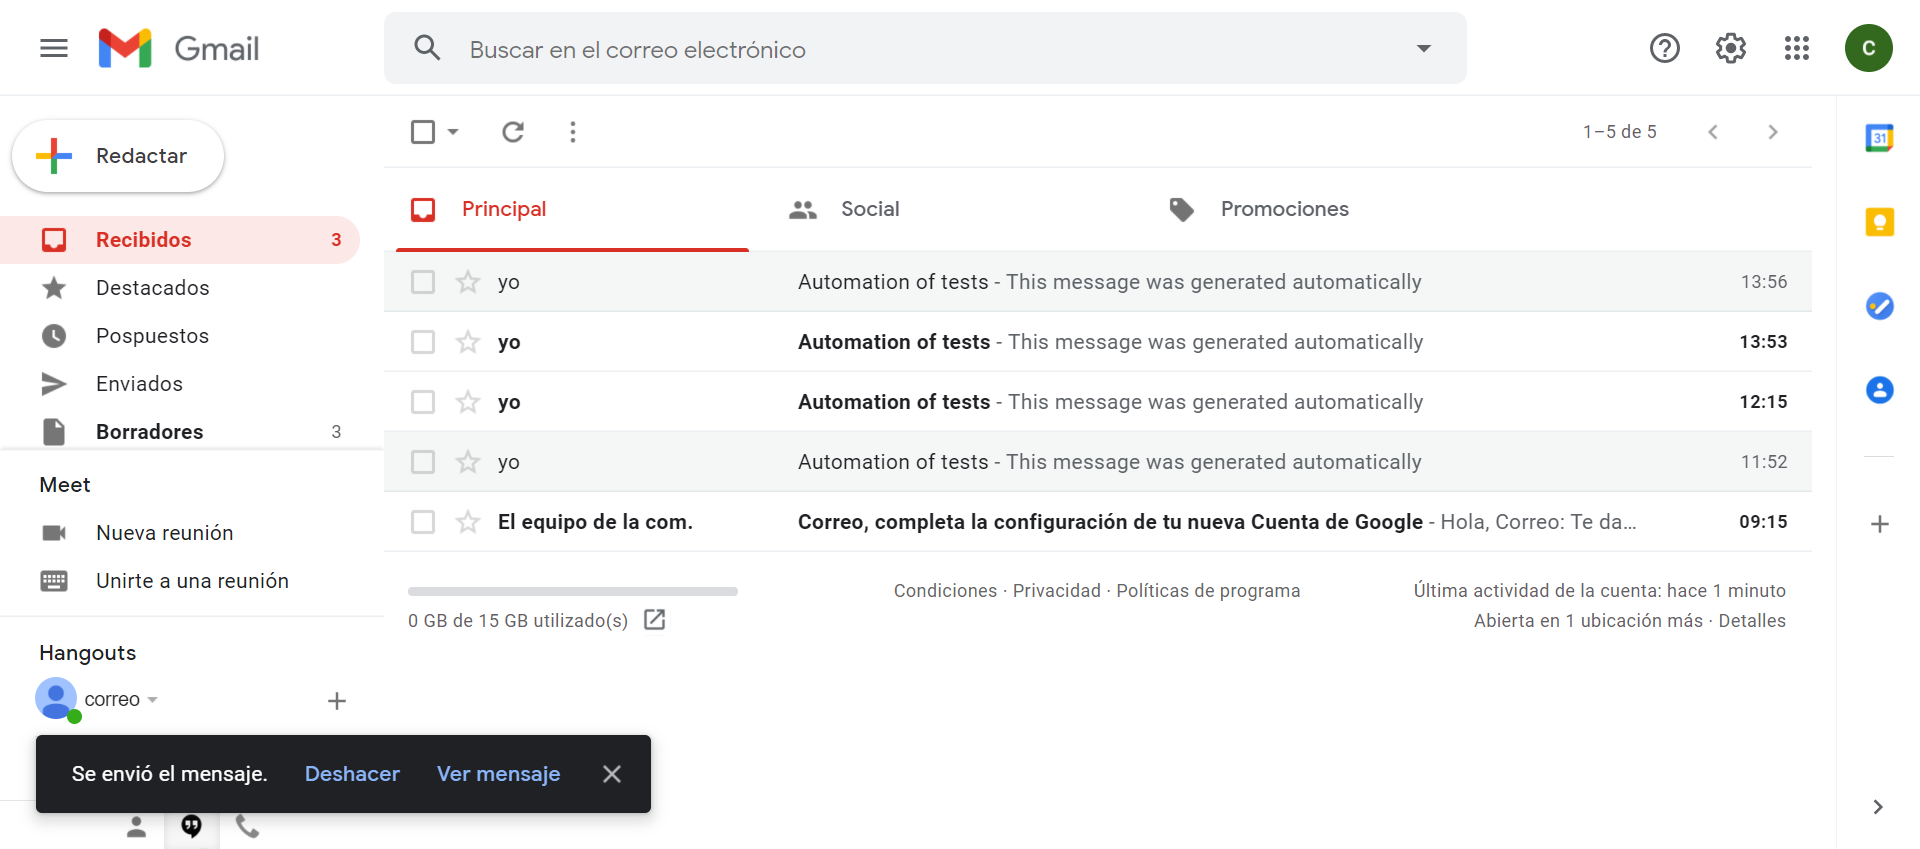 Gmail
Buscar en el correo electrónico
C
Redactar
1–5 de 5
31
Principal
Social
Promociones
Recibidos 3
Destacados
Pospuestos
Enviados
Borradores 3
yo Automation of tests - This message was generated automatically 13:56
yo Automation of tests - This message was generated automatically 13:53
yo Automation of tests - This message was generated automatically 12:15
yo Automation of tests - This message was generated automatically 11:52
El equipo de la com. Correo, completa la configuración de tu nueva Cuenta de Google - Hola, Correo: Te da… 09:15
Meet
Nueva reunión
Unirte a una reunión
0 GB de 15 GB utilizado(s)
Condiciones · Privacidad · Políticas de programa
Última actividad de la cuenta: hace 1 minuto
Abierta en 1 ubicación más · Detalles
Hangouts
correo
Se envió el mensaje. Deshacer Ver mensaje